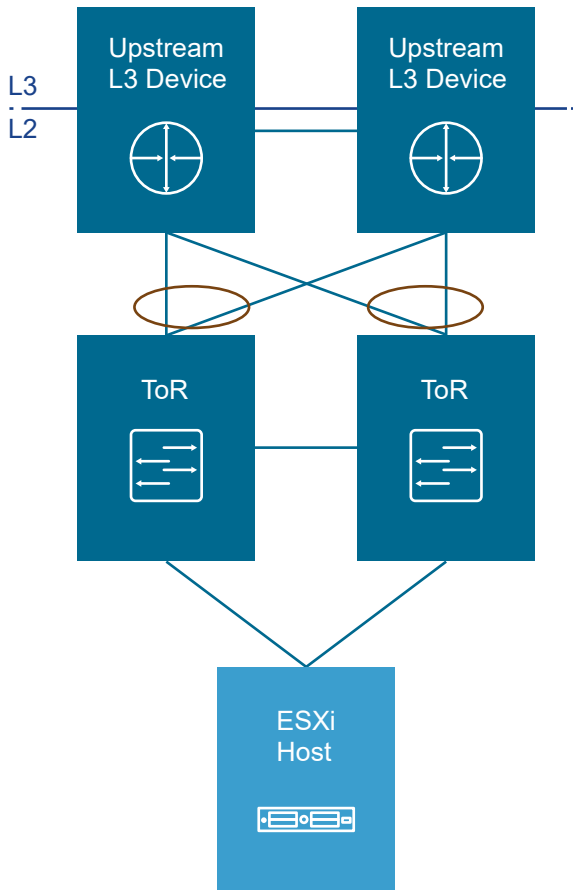 Upstream
L3 Device
Upstream
L3 Device
L3
L2
ToR
ToR
ESXi
Host